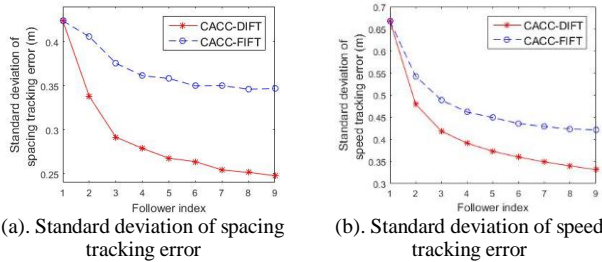 Standard deviation of
spacing tracking error (m)
0.4
0.35
0.3
0.25
CACC-DIFT
CACC-FIFT
1 2 3 4 5 6 7 8 9
Follower index
(a). Standard deviation of spacing
tracking error
Standard deviation of
speed tracking error (m)
0.7
0.65
0.6
0.55
0.5
0.45
0.4
0.35
0.3
CACC-DIFT
CACC-FIFT
1 2 3 4 5 6 7 8 9
Follower index
(b). Standard deviation of speed
tracking error